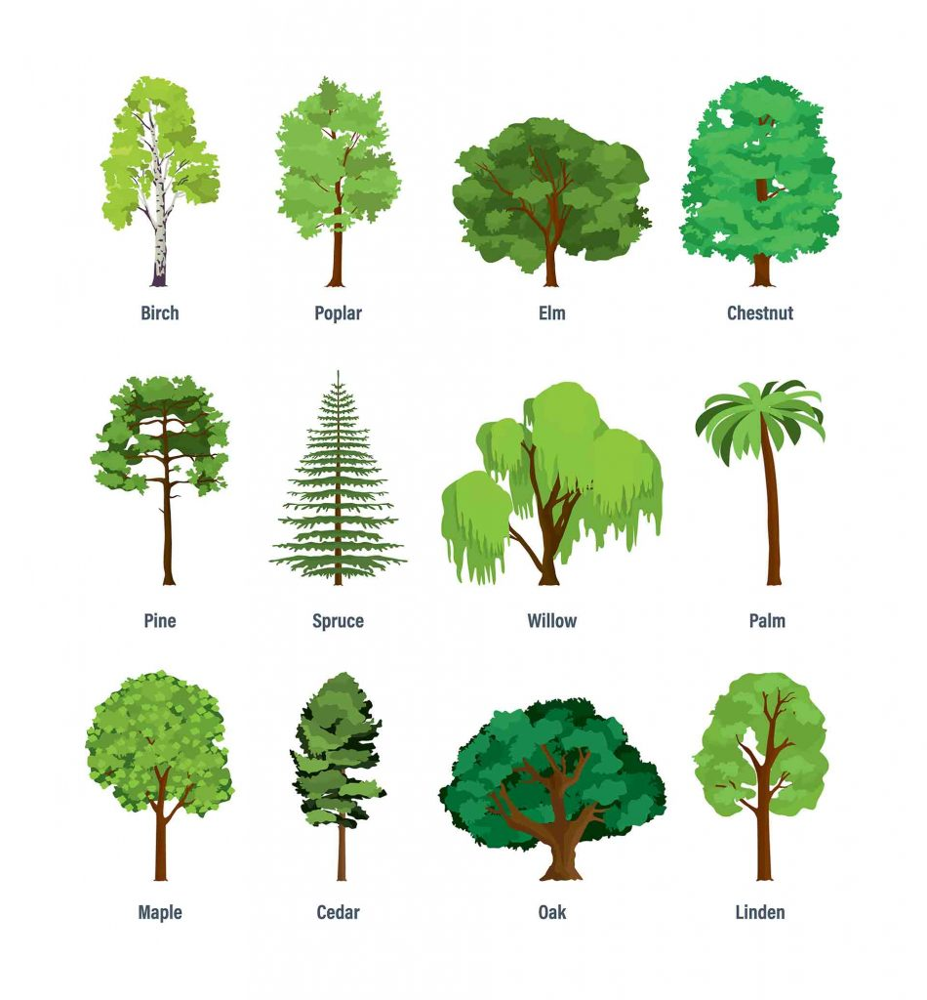 Birch
Poplar
Elm
Chestnut
Pine
Spruce
Willow
Palm
Maple
Cedar
Oak
Linden